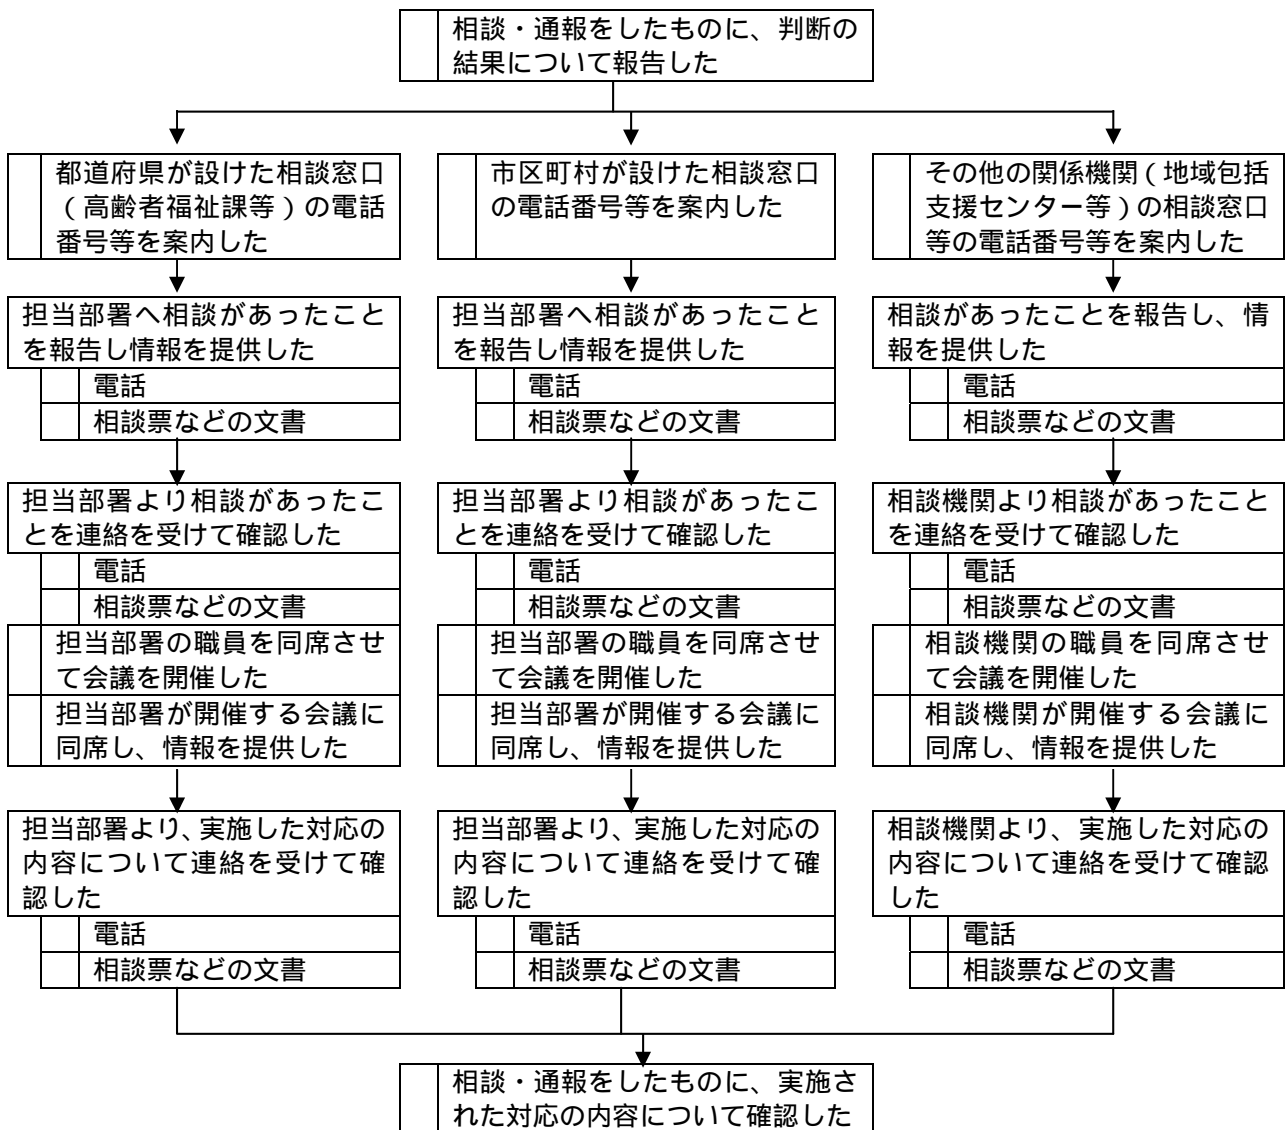 相談・通報をしたものに、判断の
結果について報告した
都道府県が設けた相談窓口
（高齢者福祉課等）の電話
番号等を案内した
市区町村が設けた相談窓口
の電話番号等を案内した
その他の関係機関（地域包括
支援センター等）の相談窓口
等の電話番号等を案内した
担当部署へ相談があったこと
を報告し情報を提供した
電話
相談票などの文書
担当部署へ相談があったこと
を報告し情報を提供した
電話
相談票などの文書
相談があったことを報告し、情
報を提供した
電話
相談票などの文書
担当部署より相談があったこ
とを連絡を受けて確認した
電話
相談票などの文書
担当部署の職員を同席させ
て会議を開催した
担当部署が開催する会議に
同席し、情報を提供した
担当部署より相談があったこ
とを連絡を受けて確認した
電話
相談票などの文書
担当部署の職員を同席させ
て会議を開催した
担当部署が開催する会議に
同席し、情報を提供した
相談機関より相談があったこと
を連絡を受けて確認した
電話
相談票などの文書
相談機関の職員を同席させ
て会議を開催した
相談機関が開催する会議に
同席し、情報を提供した
担当部署より、実施した対応の
内容について連絡を受けて確
認した
電話
相談票などの文書
担当部署より、実施した対応の
内容について連絡を受けて確
認した
電話
相談票などの文書
相談機関より、実施した対応の
内容について連絡を受けて確認
した
電話
相談票などの文書
相談・通報をしたものに、実施さ
れた対応の内容について確認した